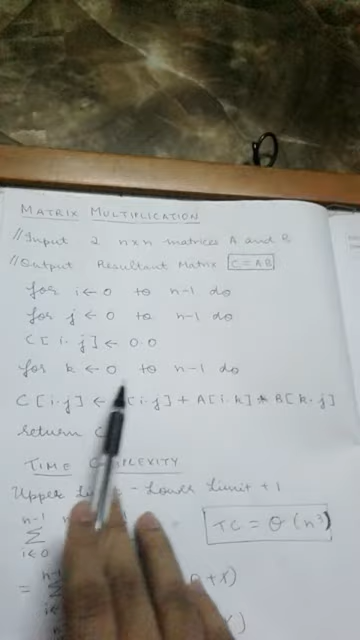 MATRIX MULTIPLICATION
//Input 2 n×n matrices A and B
//Output Resultant Matrix C = AB
for i ← 0 to n-1 do
for j ← 0 to n-1 do
C[i.j] ← 0.0
for k ← 0 to n-1 do
C[i.j] ← [i.j] + A[i.k] * B[k.j]
return C
TIME COMPLEXITY
Upper Limit - Lower Limit + 1
n-1
∑
i←0
TC = θ(n³)
=